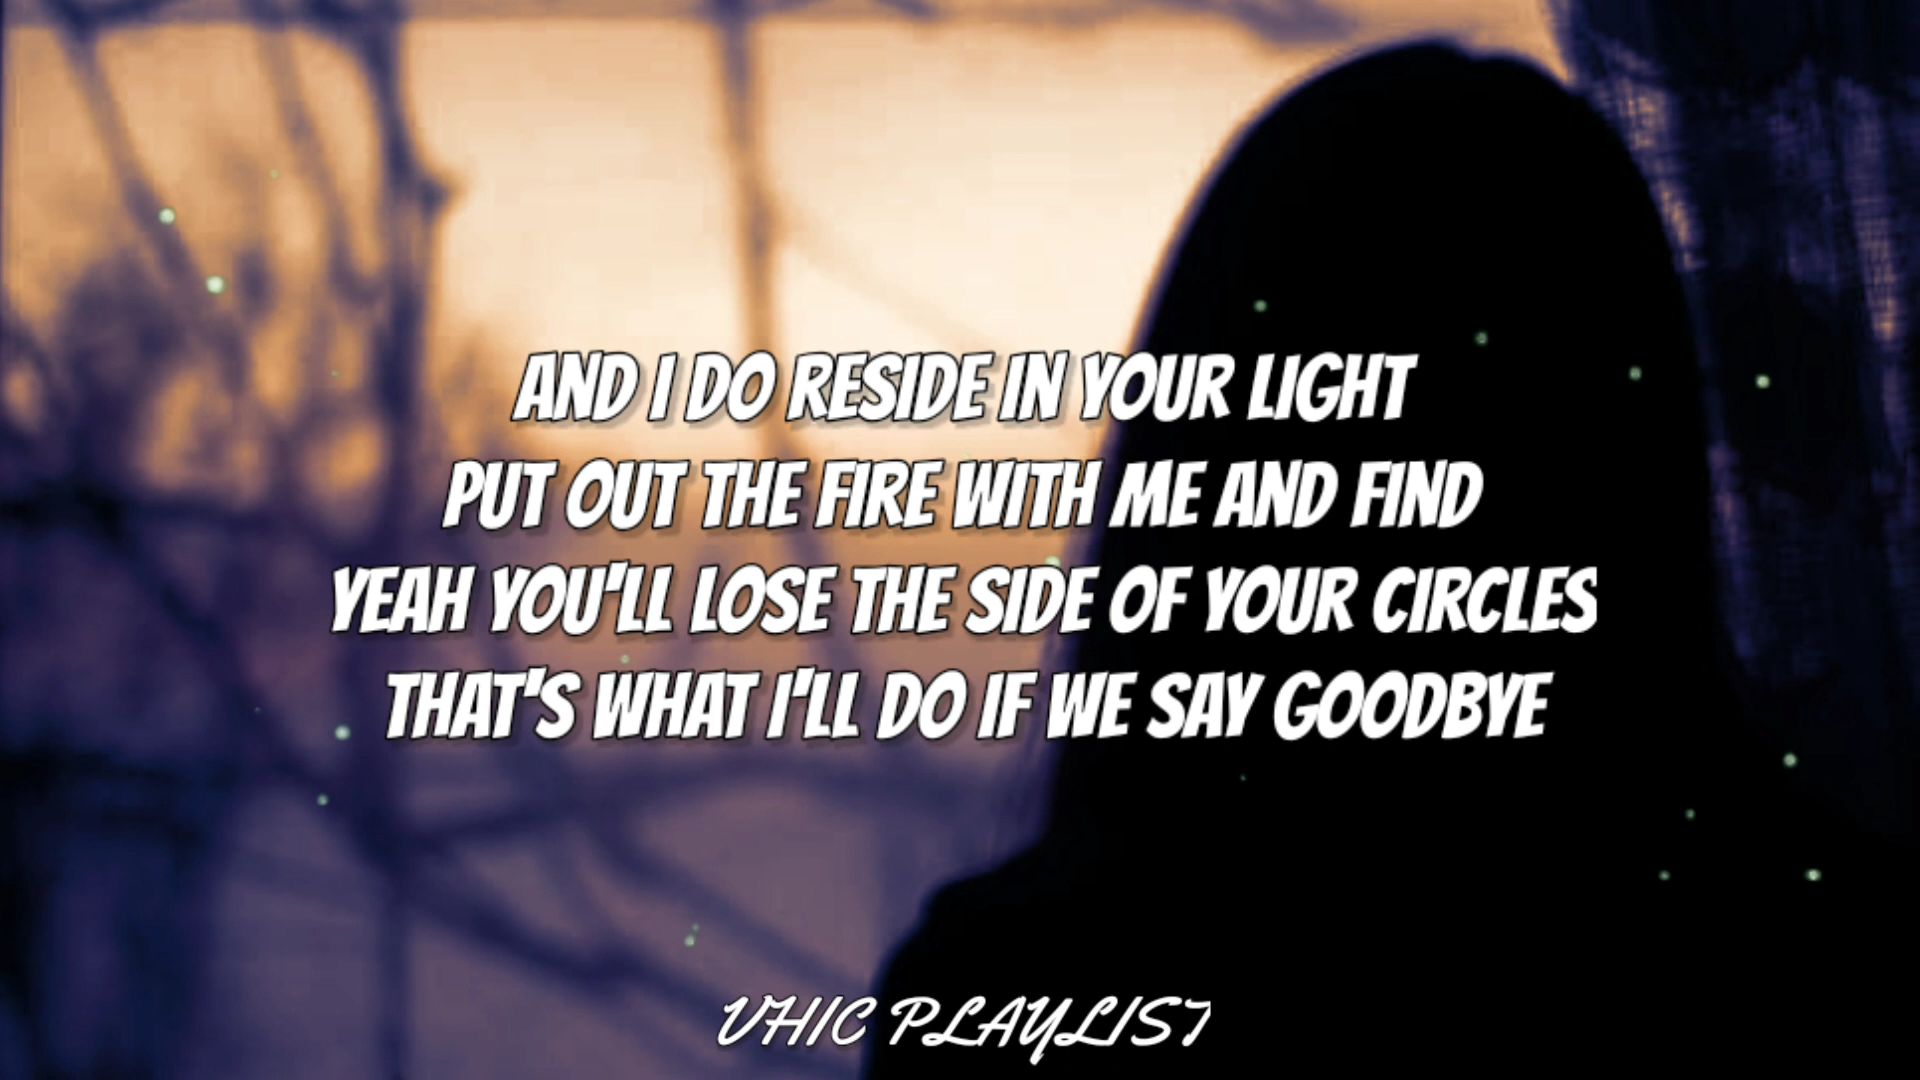 AND I DO RESIDE IN YOUR LIGHT
PUT OUT THE FIRE WITH ME AND FIND
YEAH YOU'LL LOSE THE SIDE OF YOUR CIRCLES
THAT'S WHAT I'LL DO IF WE SAY GOODBYE
VHIC PLAYLIST